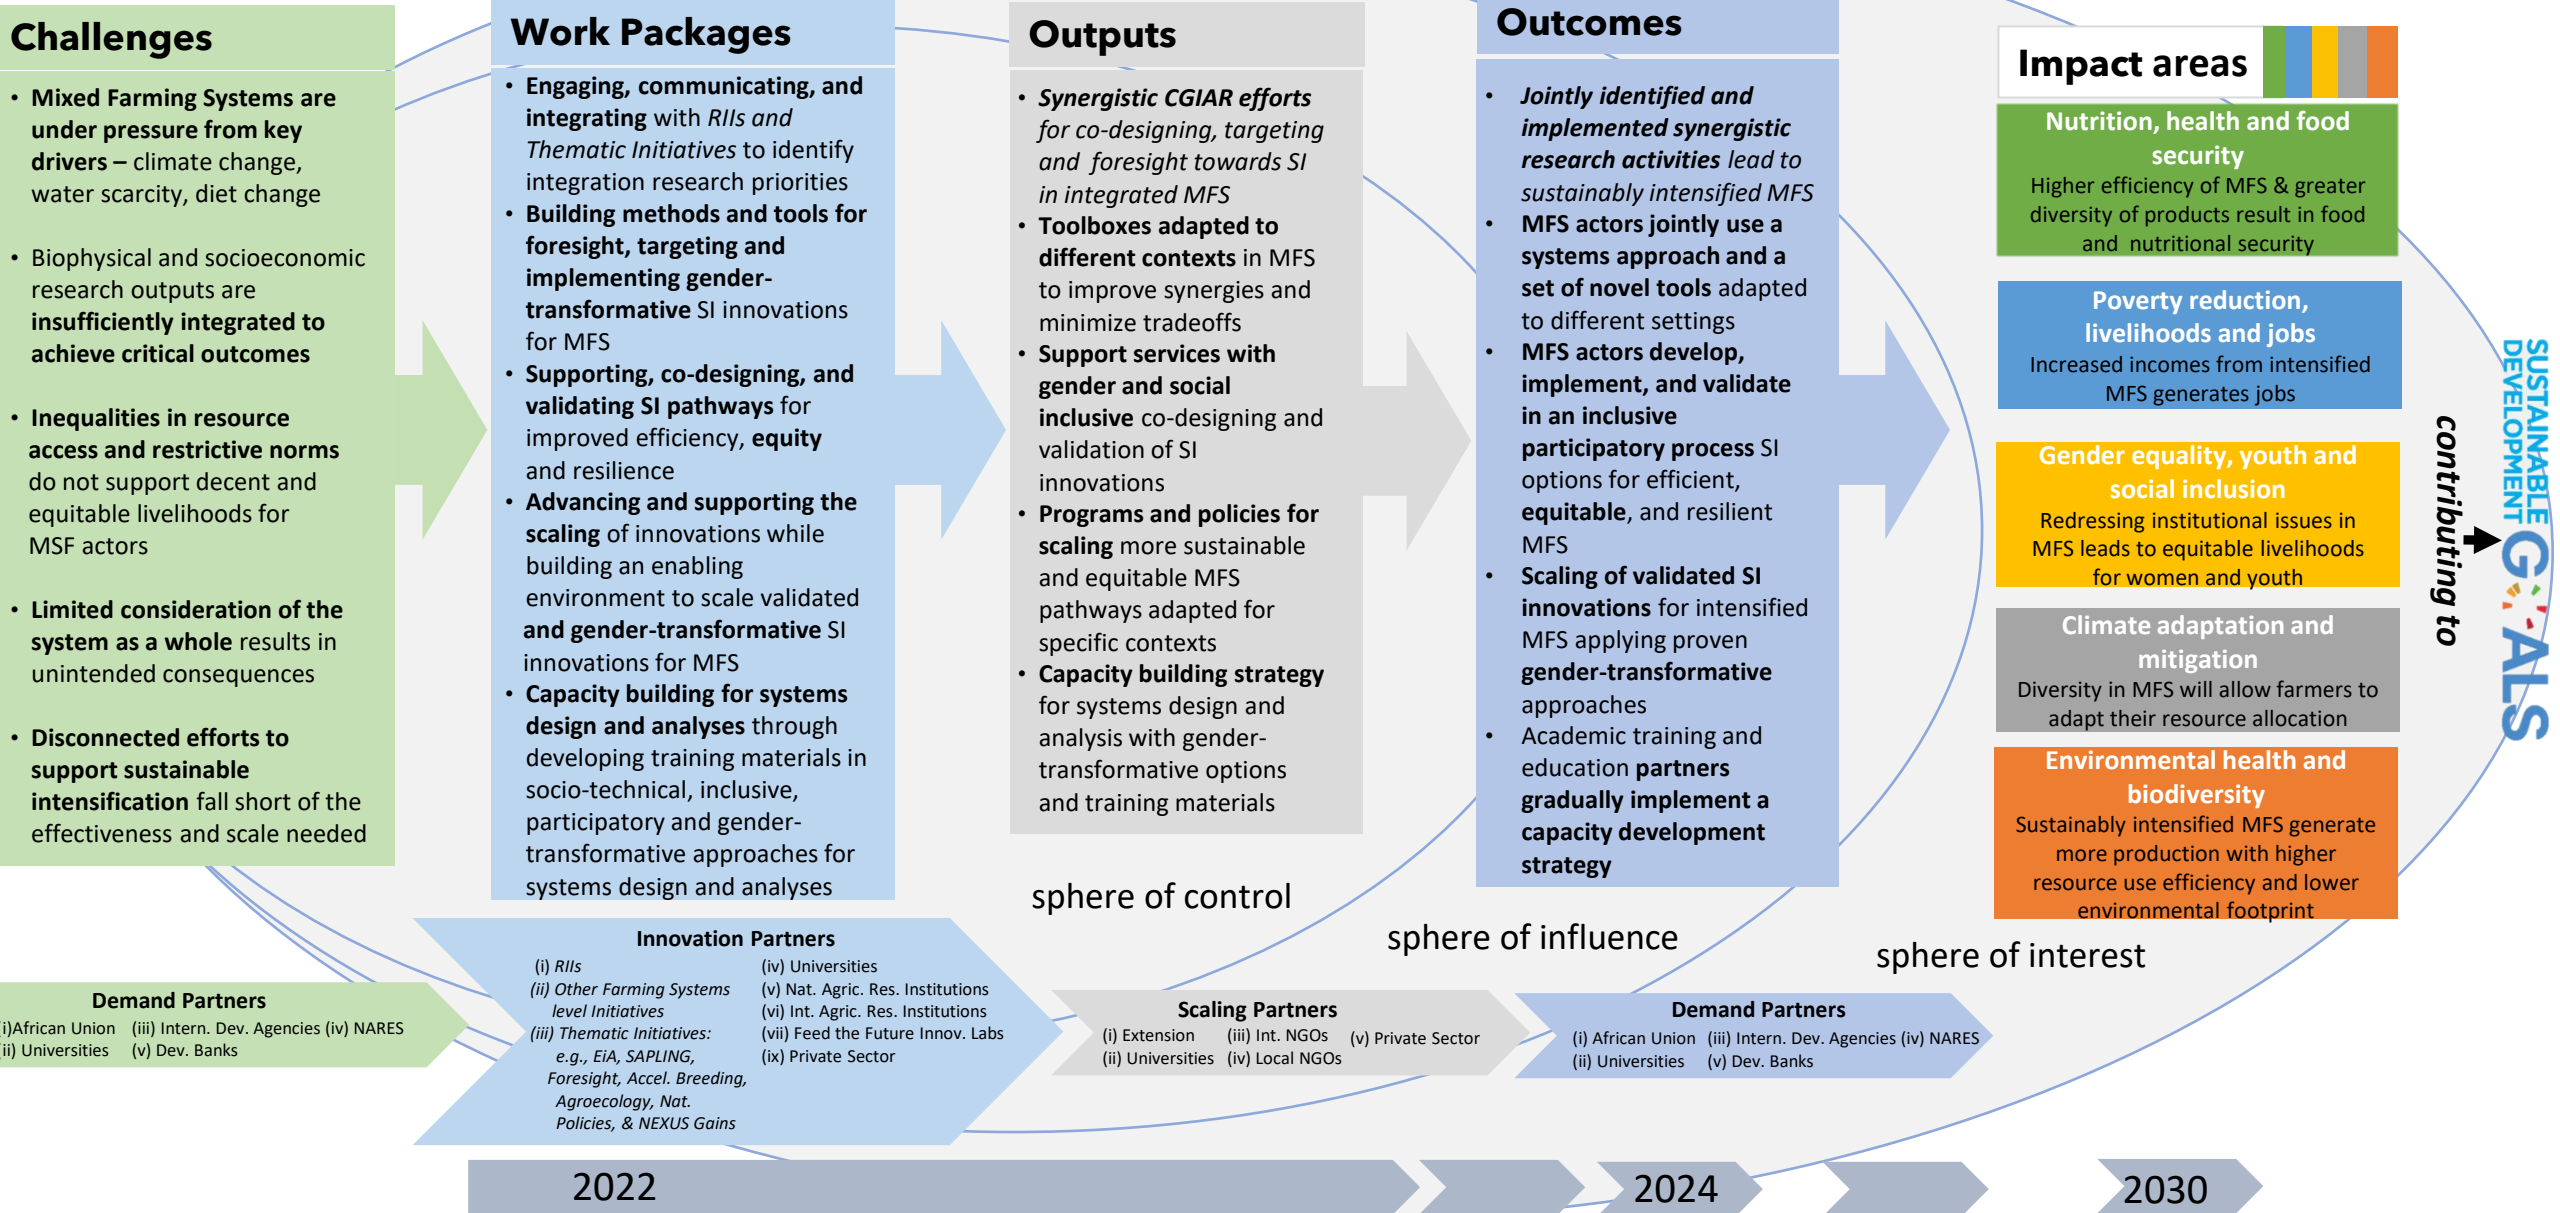 Challenges
• Mixed Farming Systems are
under pressure from key
drivers – climate change,
water scarcity, diet change
• Biophysical and socioeconomic
research outputs are
insufficiently integrated to
achieve critical outcomes
• Inequalities in resource
access and restrictive norms
do not support decent and
equitable livelihoods for
MSF actors
• Limited consideration of the
system as a whole results in
unintended consequences
• Disconnected efforts to
support sustainable
intensification fall short of the
effectiveness and scale needed
Work Packages
• Engaging, communicating, and
integrating with RIIs and
Thematic Initiatives to identify
integration research priorities
• Building methods and tools for
foresight, targeting and
implementing gender-
transformative SI innovations
for MFS
• Supporting, co-designing, and
validating SI pathways for
improved efficiency, equity
and resilience
• Advancing and supporting the
scaling of innovations while
building an enabling
environment to scale validated
and gender-transformative SI
innovations for MFS
• Capacity building for systems
design and analyses through
developing training materials in
socio-technical, inclusive,
participatory and gender-
transformative approaches for
systems design and analyses
Outputs
• Synergistic CGIAR efforts
for co-designing, targeting
and foresight towards SI
in integrated MFS
• Toolboxes adapted to
different contexts in MFS
to improve synergies and
minimize tradeoffs
• Support services with
gender and social
inclusive co-designing and
validation of SI
innovations
• Programs and policies for
scaling more sustainable
and equitable MFS
pathways adapted for
specific contexts
• Capacity building strategy
for systems design and
analysis with gender-
transformative options
and training materials
Outcomes
• Jointly identified and
implemented synergistic
research activities lead to
sustainably intensified MFS
• MFS actors jointly use a
systems approach and a
set of novel tools adapted
to different settings
• MFS actors develop,
implement, and validate
in an inclusive
participatory process SI
options for efficient,
equitable, and resilient
MFS
• Scaling of validated SI
innovations for intensified
MFS applying proven
gender-transformative
approaches
• Academic training and
education partners
gradually implement a
capacity development
strategy
Impact areas
Nutrition, health and food
security
Higher efficiency of MFS & greater
diversity of products result in food
and nutritional security
Poverty reduction,
livelihoods and jobs
Increased incomes from intensified
MFS generates jobs
Gender equality, youth and
social inclusion
Redressing institutional issues in
MFS leads to equitable livelihoods
for women and youth
Climate adaptation and
mitigation
Diversity in MFS will allow farmers to
adapt their resource allocation
Environmental health and
biodiversity
Sustainably intensified MFS generate
more production with higher
resource use efficiency and lower
environmental footprint
contributing to
SUSTAINABLE
DEVELOPMENT
GOALS
sphere of control
sphere of influence
sphere of interest
Demand Partners
i)African Union (iii) Intern. Dev. Agencies (iv) NARES
ii) Universities (v) Dev. Banks
Innovation Partners
(i) RIIs
(ii) Other Farming Systems
level Initiatives
(iii) Thematic Initiatives:
e.g., EiA, SAPLING,
Foresight, Accel. Breeding,
Agroecology, Nat.
Policies, & NEXUS Gains
(iv) Universities
(v) Nat. Agric. Res. Institutions
(vi) Int. Agric. Res. Institutions
(vii) Feed the Future Innov. Labs
(ix) Private Sector
Scaling Partners
(i) Extension (iii) Int. NGOs (v) Private Sector
(ii) Universities (iv) Local NGOs
Demand Partners
(i) African Union (iii) Intern. Dev. Agencies (iv) NARES
(ii) Universities (v) Dev. Banks
2022
2024
2030